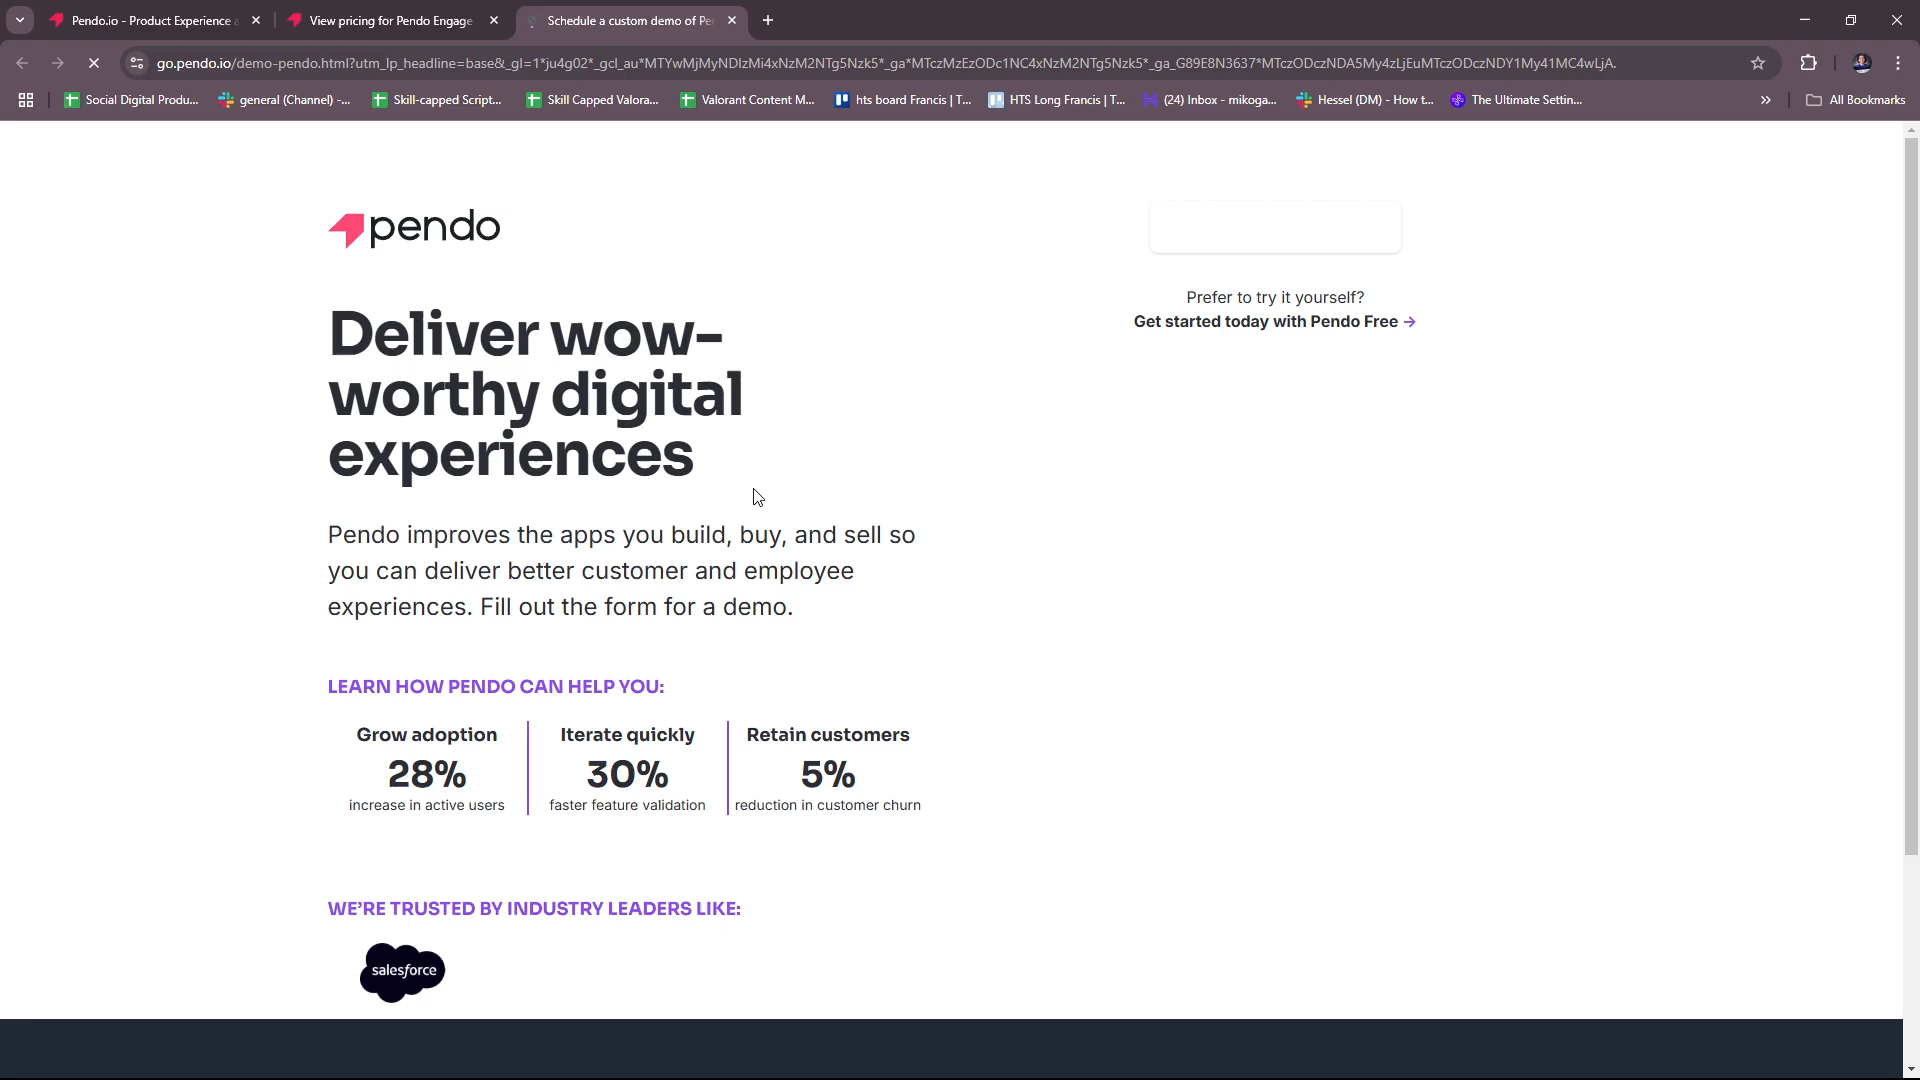 Pendo.io - Product Experience a
View pricing for Pendo Engage
Schedule a custom demo of Pe
go.pendo.io/demo-pendo.html?utm_lp_headline=base&_gl=1*ju4g02*_gcl_au*MTYwMjMyNDIzMi4xNzM2NTg5Nzk5*_ga*MTczMzEzODc1NC4xNzM2NTg5Nzk5*_ga_G89E8N3637*MTczODczNDA5My4zLjEuMTczODczNDY1My41MC4wLjA.
Social Digital Produ...
general (Channel) -...
Skill-capped Script...
Skill Capped Valora...
Valorant Content M...
hts board Francis | T...
HTS Long Francis | T...
(24) Inbox - mikoga...
Hessel (DM) - How t...
The Ultimate Settin...
»
All Bookmarks
pendo
Prefer to try it yourself?
Get started today with Pendo Free →
Deliver wow-
worthy digital
experiences
Pendo improves the apps you build, buy, and sell so
you can deliver better customer and employee
experiences. Fill out the form for a demo.
LEARN HOW PENDO CAN HELP YOU:
Grow adoption
28%
increase in active users
Iterate quickly
30%
faster feature validation
Retain customers
5%
reduction in customer churn
WE'RE TRUSTED BY INDUSTRY LEADERS LIKE:
salesforce